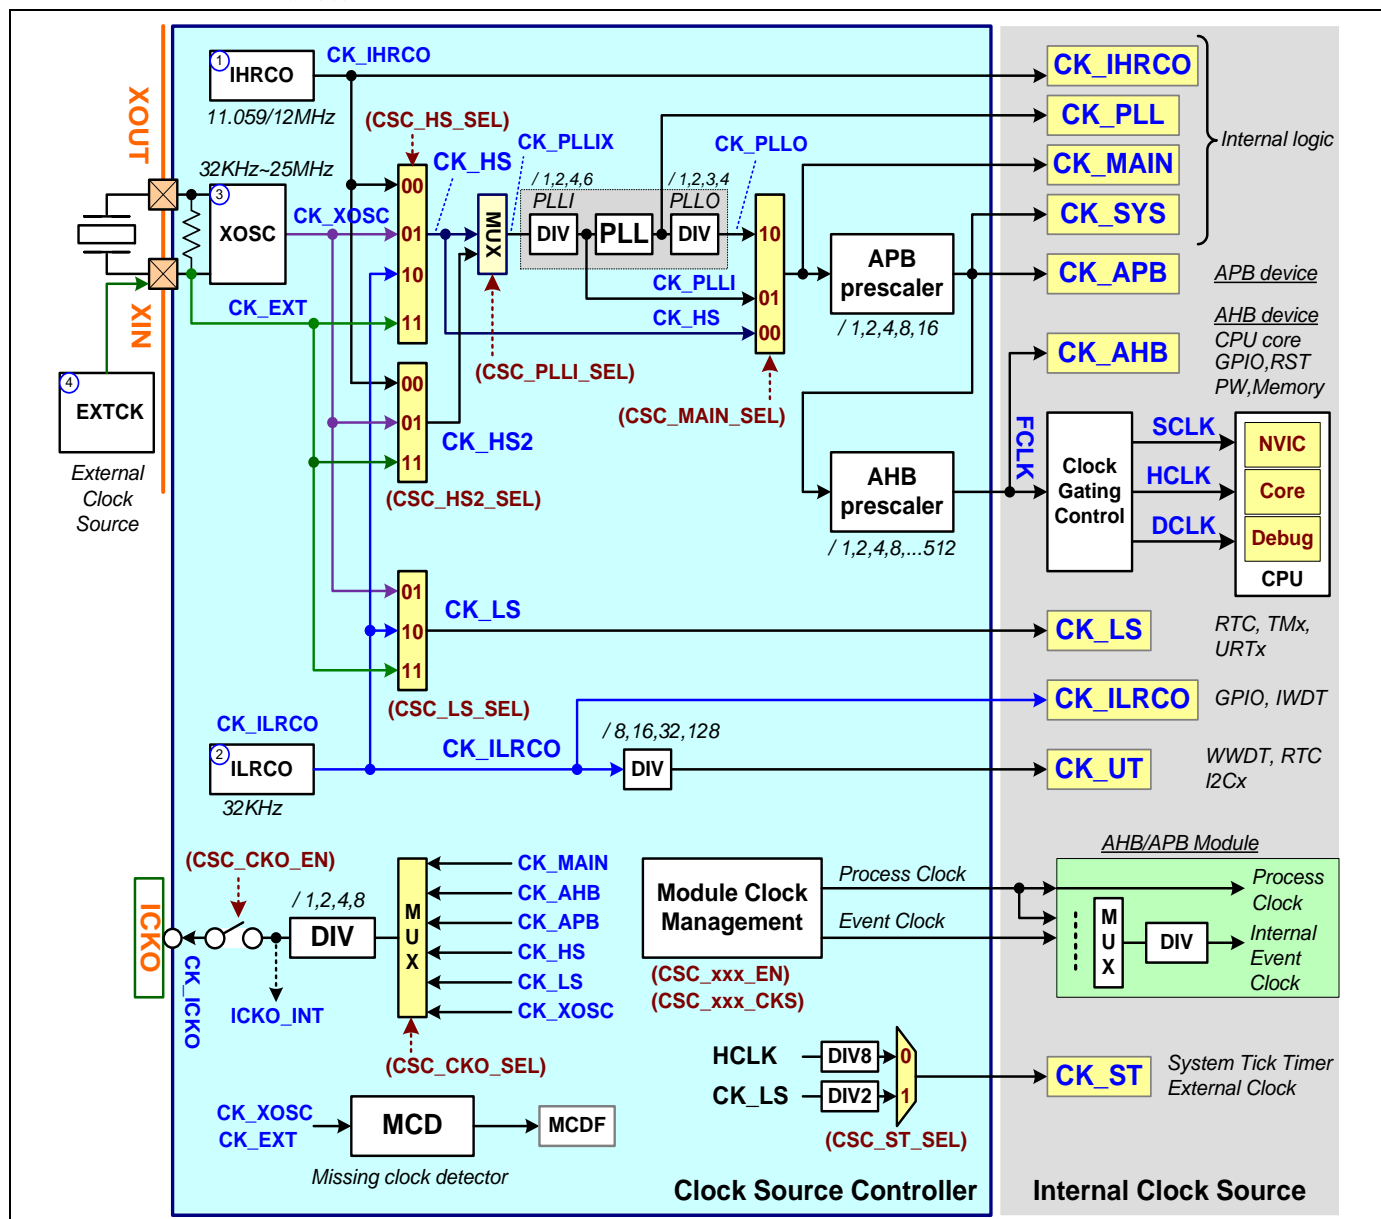 XOUT
XIN
1
IHRCO
11.059/12MHz
CK_IHRCO
32KHz~25MHz
3
XOSC
CK_XOSC
CK_EXT
4
EXTCK
External
Clock
Source
(CSC_HS_SEL)
00
01
10
11
CK_HS
CK_PLLIX
MUX
(CSC_PLLI_SEL)
/ 1,2,4,6
PLLI
DIV
PLL
/ 1,2,3,4
PLLO
DIV
CK_PLLO
CK_PLLI
CK_HS
10
01
00
(CSC_MAIN_SEL)
00
01
11
CK_HS2
(CSC_HS2_SEL)
APB
prescaler
/ 1,2,4,8,16
AHB
prescaler
/ 1,2,4,8,...512
CK_IHRCO
CK_PLL
CK_MAIN
CK_SYS
Internal logic
CK_APB
APB device
CK_AHB
AHB device
CPU core
GPIO,RST
PW,Memory
FCLK
Clock
Gating
Control
SCLK
HCLK
DCLK
NVIC
Core
Debug
CPU
01
10
11
CK_LS
(CSC_LS_SEL)
CK_LS
RTC, TMx,
URTx
CK_ILRCO
2
ILRCO
32KHz
CK_ILRCO
CK_ILRCO
GPIO, IWDT
/ 8,16,32,128
DIV
CK_UT
WWDT, RTC
I2Cx
ICKO
CK_ICKO
(CSC_CKO_EN)
/ 1,2,4,8
DIV
ICKO_INT
MUX
CK_MAIN
CK_AHB
CK_APB
CK_HS
CK_LS
CK_XOSC
(CSC_CKO_SEL)
Module Clock
Management
(CSC_xxx_EN)
(CSC_xxx_CKS)
Process Clock
Event Clock
AHB/APB Module
MUX
DIV
Process
Clock
Internal
Event
Clock
HCLK
DIV8
0
CK_LS
DIV2
1
(CSC_ST_SEL)
CK_ST
System Tick Timer
External Clock
CK_XOSC
CK_EXT
MCD
MCDF
Missing clock detector
Clock Source Controller
Internal Clock Source